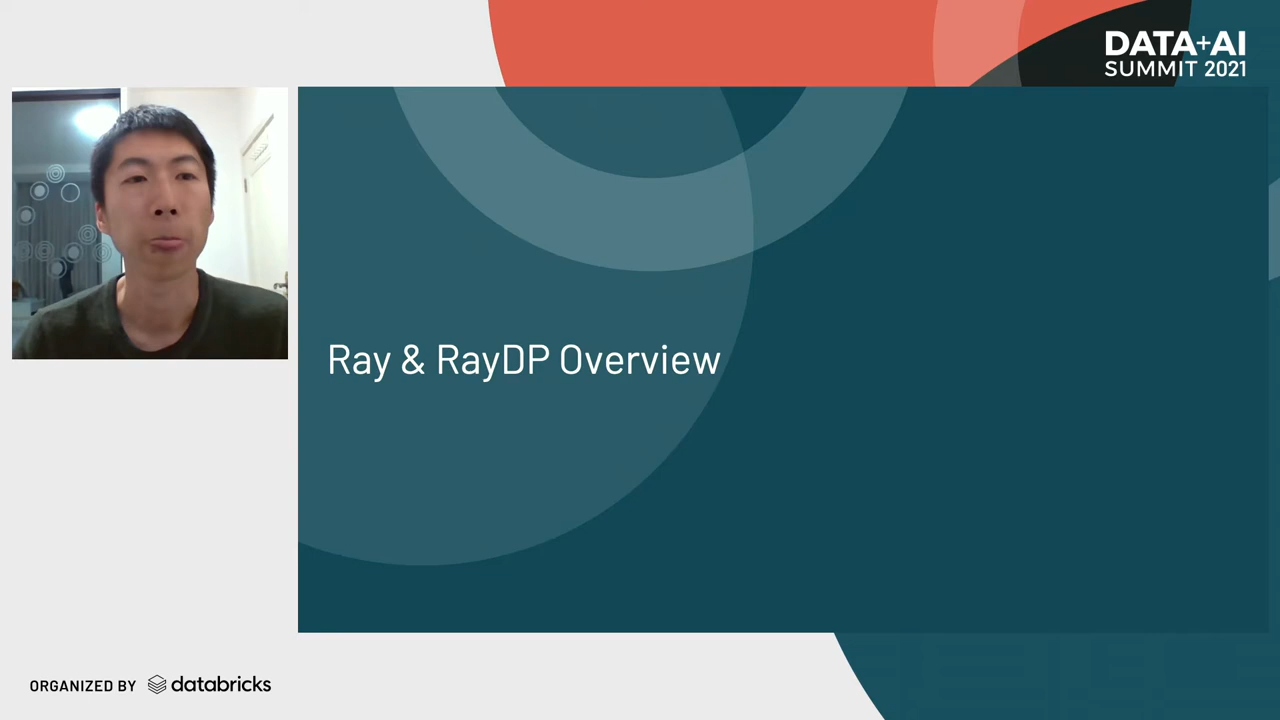 DATA+AI
SUMMIT 2021
Ray & RayDP Overview
ORGANIZED BY databricks